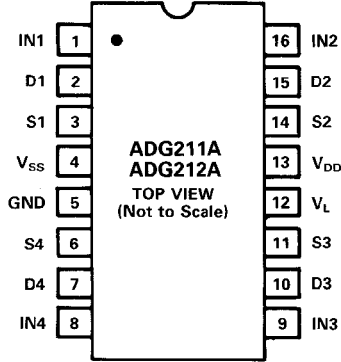 IN1 1 16 IN2
D1 2 15 D2
S1 3 14 S2
VSS 4 13 VDD
GND 5 12 VL
S4 6 11 S3
D4 7 10 D3
IN4 8 9 IN3
ADG211A
ADG212A
TOP VIEW
(Not to Scale)